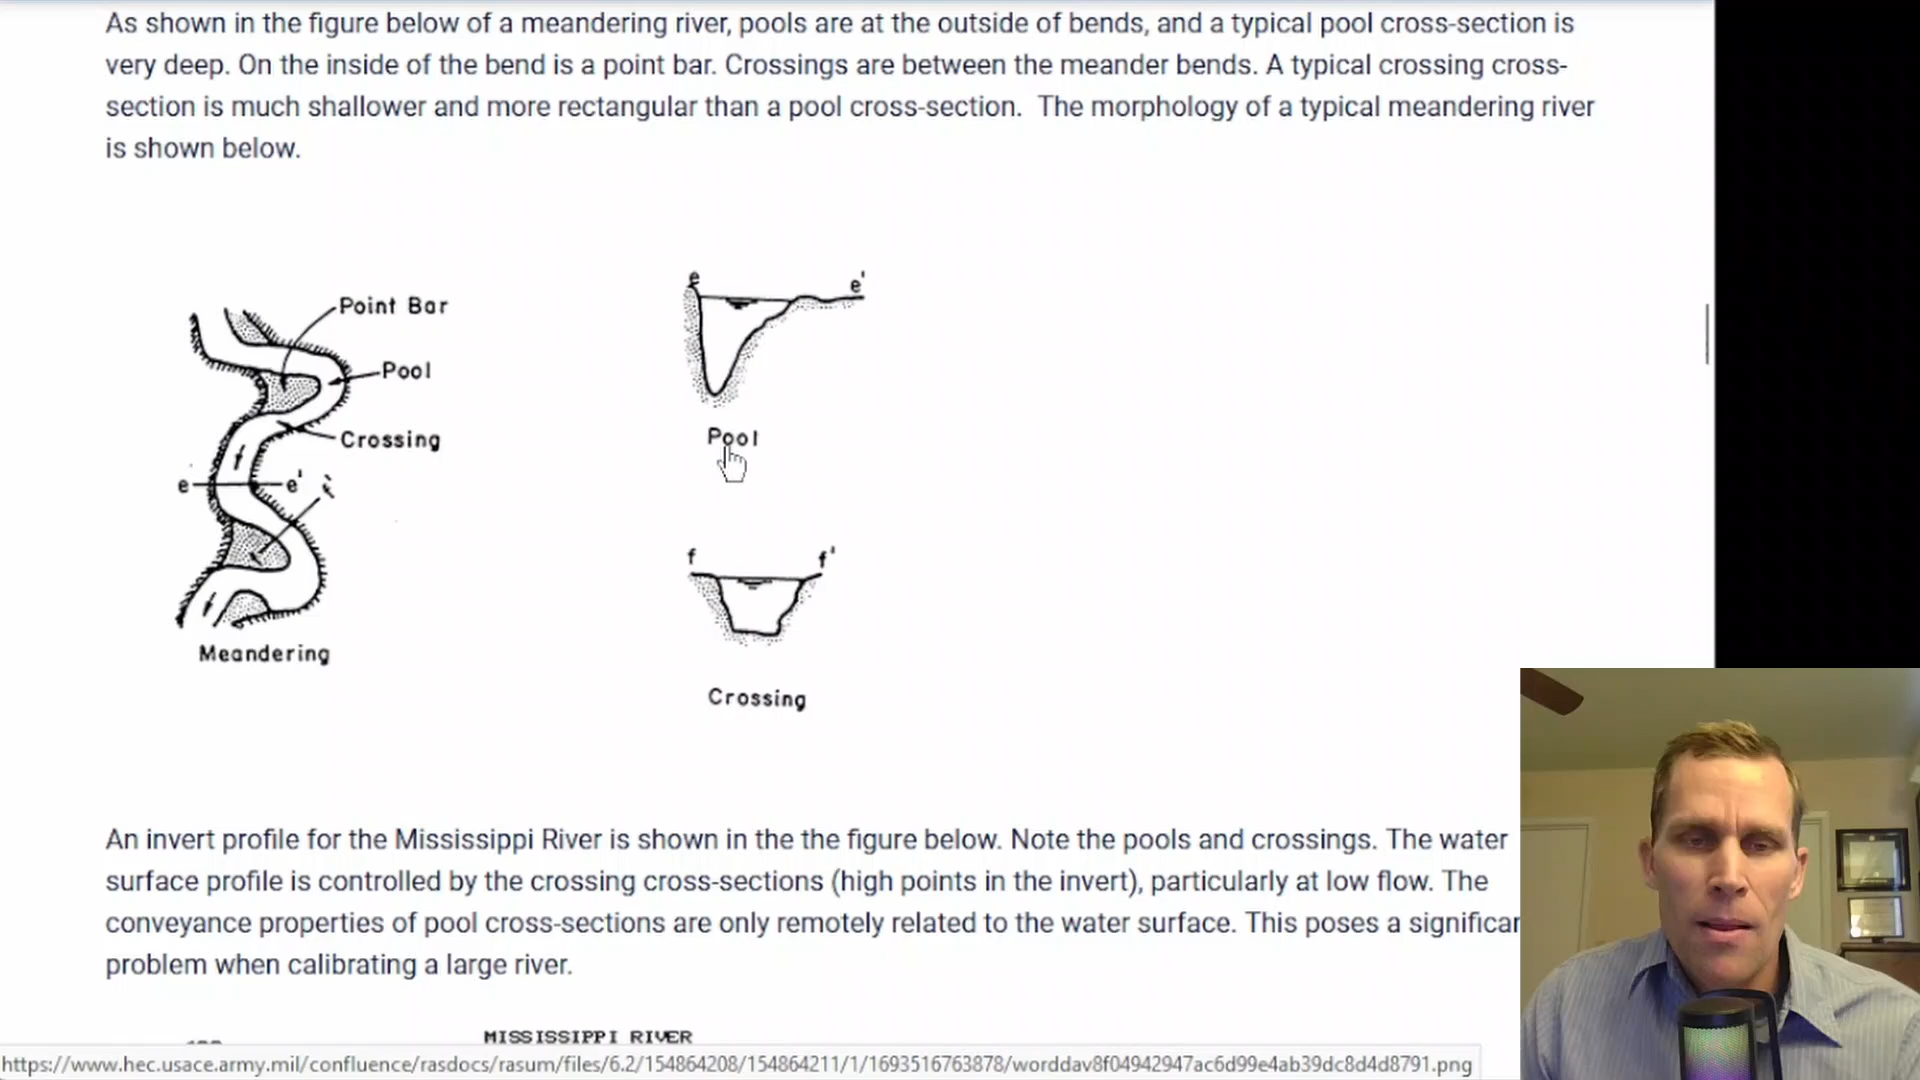 As shown in the figure below of a meandering river, pools are at the outside of bends, and a typical pool cross-section is
very deep. On the inside of the bend is a point bar. Crossings are between the meander bends. A typical crossing cross-
section is much shallower and more rectangular than a pool cross-section. The morphology of a typical meandering river
is shown below.
e
e'
Point Bar
Pool
Crossing
Pool
e
e'
f
f'
Meandering
Crossing
An invert profile for the Mississippi River is shown in the the figure below. Note the pools and crossings. The water
surface profile is controlled by the crossing cross-sections (high points in the invert), particularly at low flow. The
conveyance properties of pool cross-sections are only remotely related to the water surface. This poses a significan
problem when calibrating a large river.
MISSISSIPPI RIVER
https://www.hec.usace.army.mil/confluence/rasdocs/rasum/files/6.2/154864208/154864211/1/1693516763878/worddav8f04942947ac6d99e4ab39dc8d4d8791.png